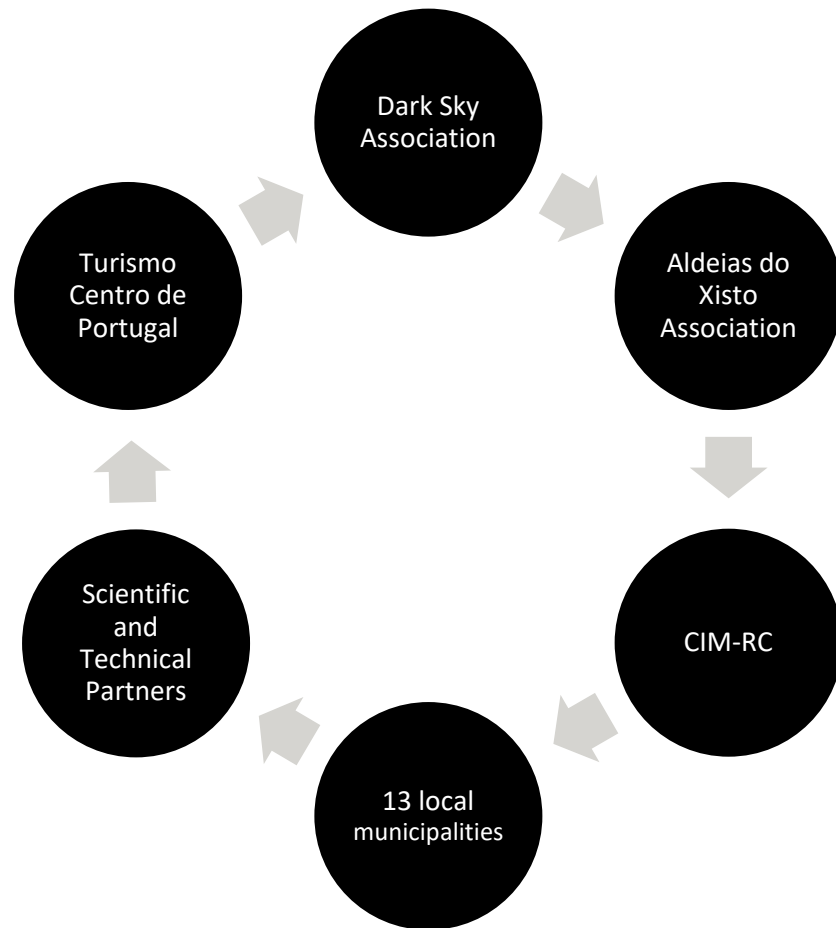 Dark Sky
Association
Aldeias do
Xisto
Association
CIM-RC
13 local
municipalities
Scientific
and
Technical
Partners
Turismo
Centro de
Portugal